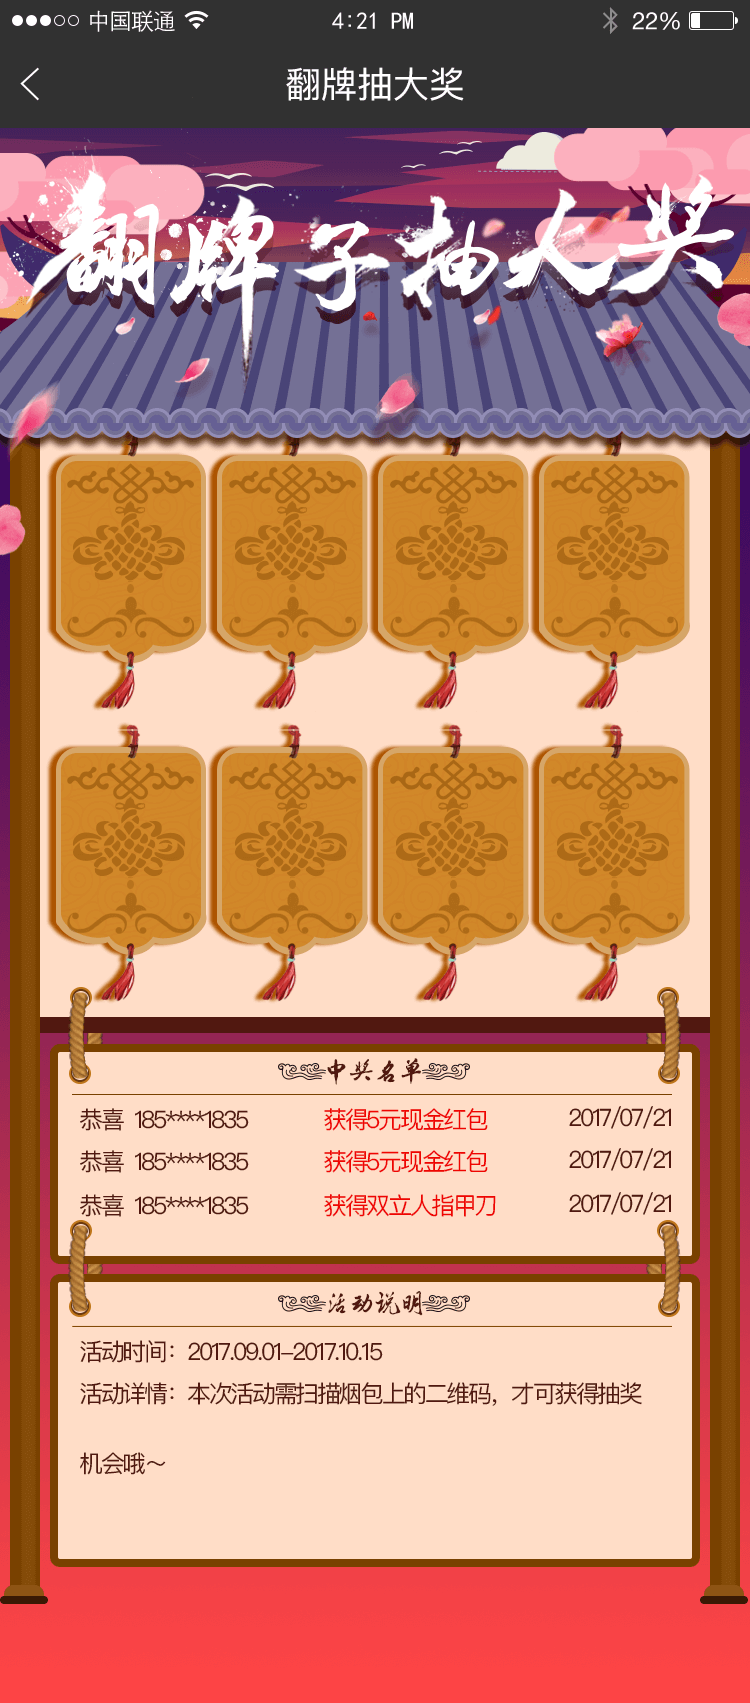 中国联通 4:21 PM 22%
翻牌抽大奖
翻牌子抽大奖
中奖名单
恭喜 185****1835 获得5元现金红包 2017/07/21
恭喜 185****1835 获得5元现金红包 2017/07/21
恭喜 185****1835 获得双立人指甲刀 2017/07/21
活动说明
活动时间：2017.09.01-2017.10.15
活动详情：本次活动需扫描烟包上的二维码，才可获得抽奖
机会哦～